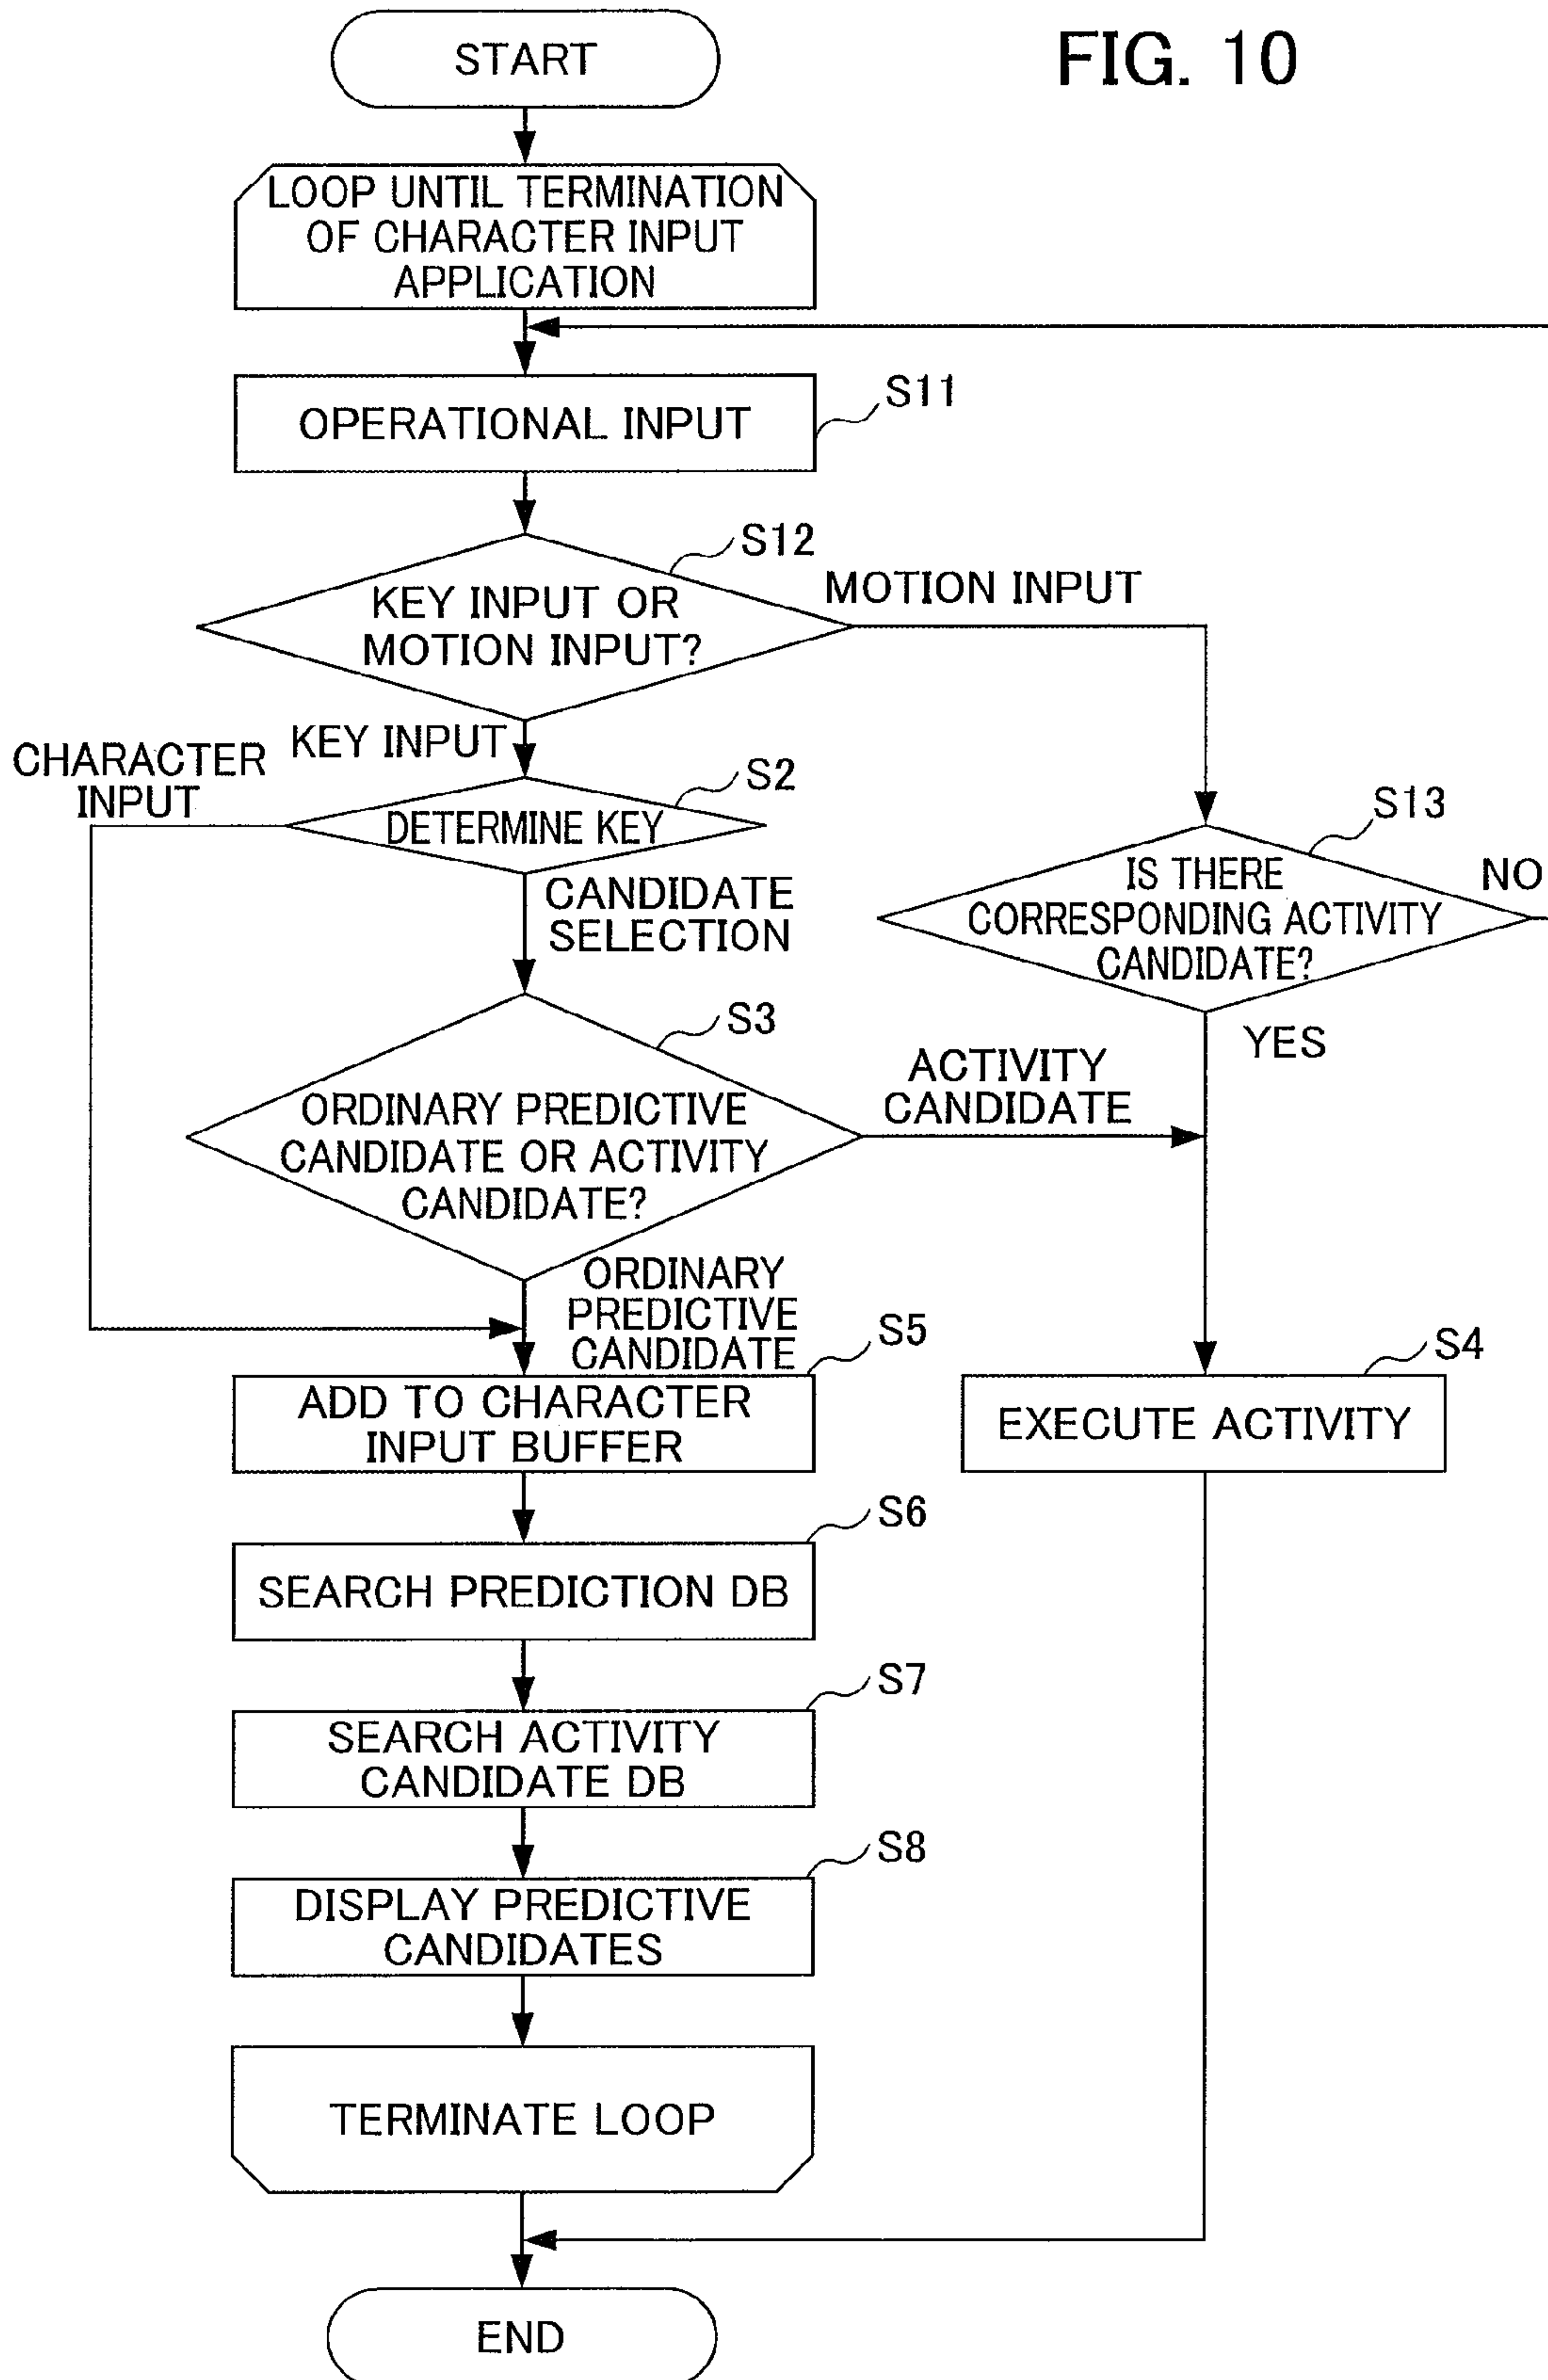 START
FIG. 10
LOOP UNTIL TERMINATION
OF CHARACTER INPUT
APPLICATION
S11
OPERATIONAL INPUT
S12
KEY INPUT OR
MOTION INPUT?
MOTION INPUT
KEY INPUT
CHARACTER
INPUT
S2
DETERMINE KEY
CANDIDATE
SELECTION
S13
IS THERE
CORRESPONDING ACTIVITY
CANDIDATE?
NO
YES
S3
ORDINARY PREDICTIVE
CANDIDATE OR ACTIVITY
CANDIDATE?
ACTIVITY
CANDIDATE
ORDINARY
PREDICTIVE
CANDIDATE
S5
ADD TO CHARACTER
INPUT BUFFER
S4
EXECUTE ACTIVITY
S6
SEARCH PREDICTION DB
S7
SEARCH ACTIVITY
CANDIDATE DB
S8
DISPLAY PREDICTIVE
CANDIDATES
TERMINATE LOOP
END